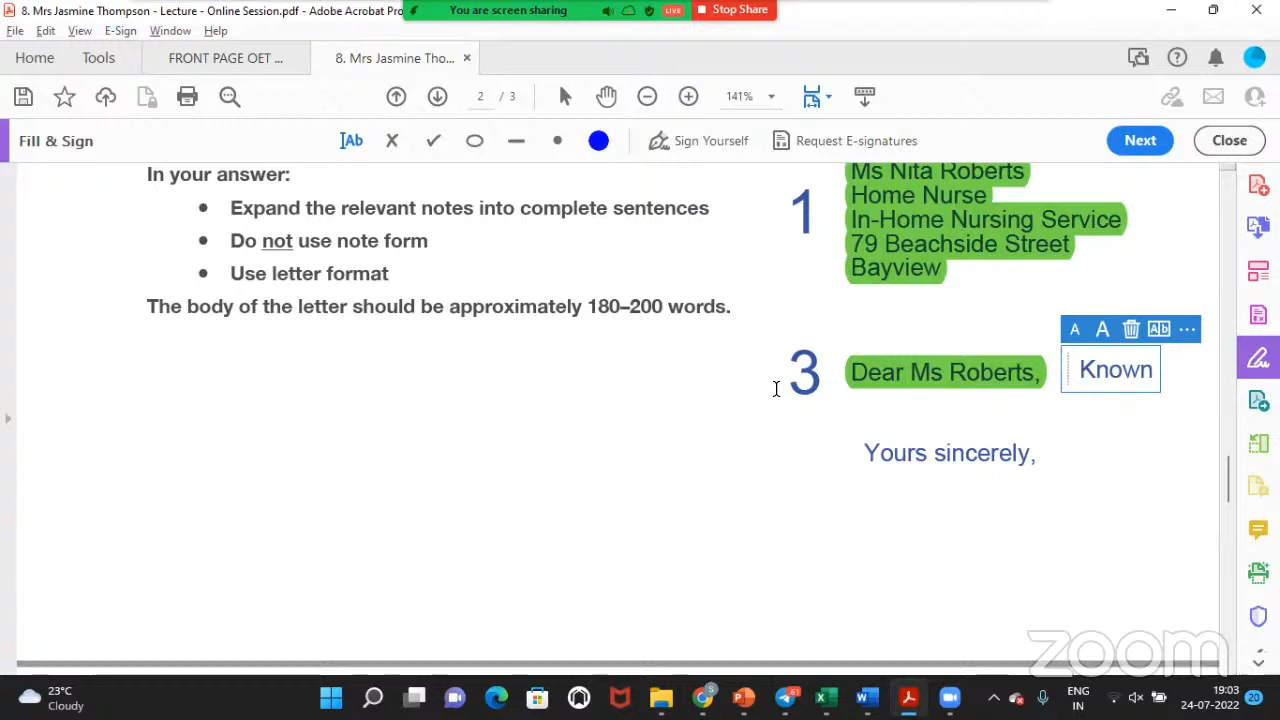 8. Mrs Jasmine Thompson - Lecture - Online Session.pdf - Adobe Acrobat Pro
You are screen sharing
LIVE
Stop Share
File Edit View E-Sign Window Help
Home Tools FRONT PAGE OET ... 8. Mrs Jasmine Tho...
2 / 3 141%
Fill & Sign
Ab Sign Yourself Request E-signatures Next Close
In your answer:
Expand the relevant notes into complete sentences
Do not use note form
Use letter format
The body of the letter should be approximately 180–200 words.
1
Ms Nita Roberts
Home Nurse
In-Home Nursing Service
79 Beachside Street
Bayview
A A Ab ...
3 Dear Ms Roberts, Known
Yours sincerely,
zoom
23°C
Cloudy
61
ENG
IN
19:03
24-07-2022
20